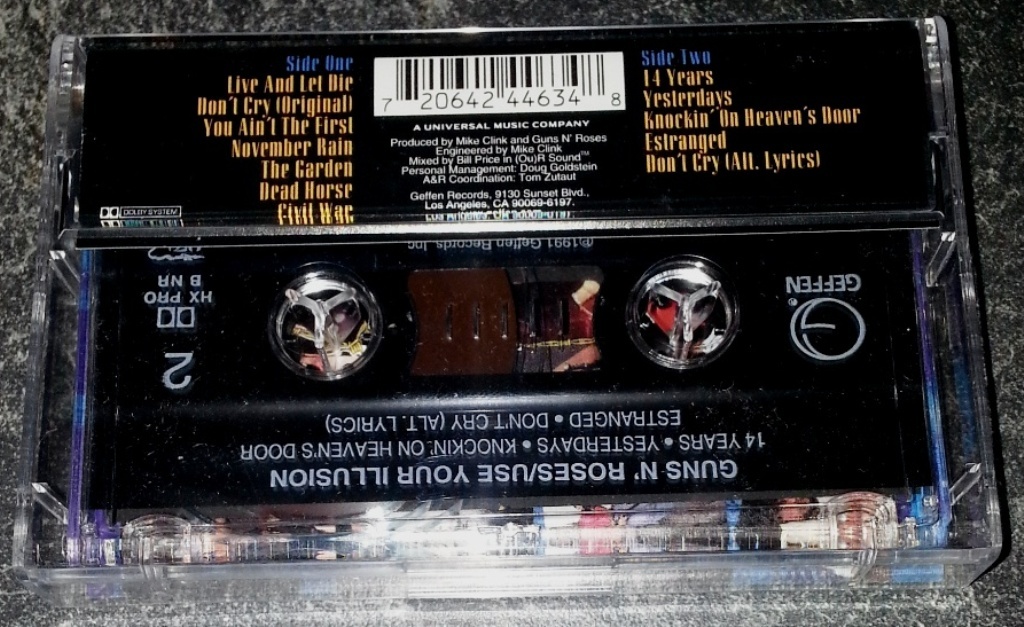 Side One
Live And Let Die
Don't Cry (Original)
You Ain't The First
November Rain
The Garden
Dead Horse
Civil War
DOLBY SYSTEM
7 20642 44634 8
A UNIVERSAL MUSIC COMPANY
Produced by Mike Clink and Guns N' Roses
Engineered by Mike Clink
Mixed by Bill Price in (Ou)R Sound™
Personal Management: Doug Goldstein
A&R Coordination: Tom Zutaut
Geffen Records, 9130 Sunset Blvd.,
Los Angeles, CA 90069-6197.
Side Two
14 Years
Yesterdays
Knockin' On Heaven's Door
Estranged
Don't Cry (Alt. Lyrics)
GUNS N' ROSES/USE YOUR ILLUSION
14 YEARS • YESTERDAYS • KNOCKIN' ON HEAVEN'S DOOR
ESTRANGED • DON'T CRY (ALT. LYRICS)
GEFFEN®
2
HX PRO
B NR
℗1991 Geffen Records, Inc